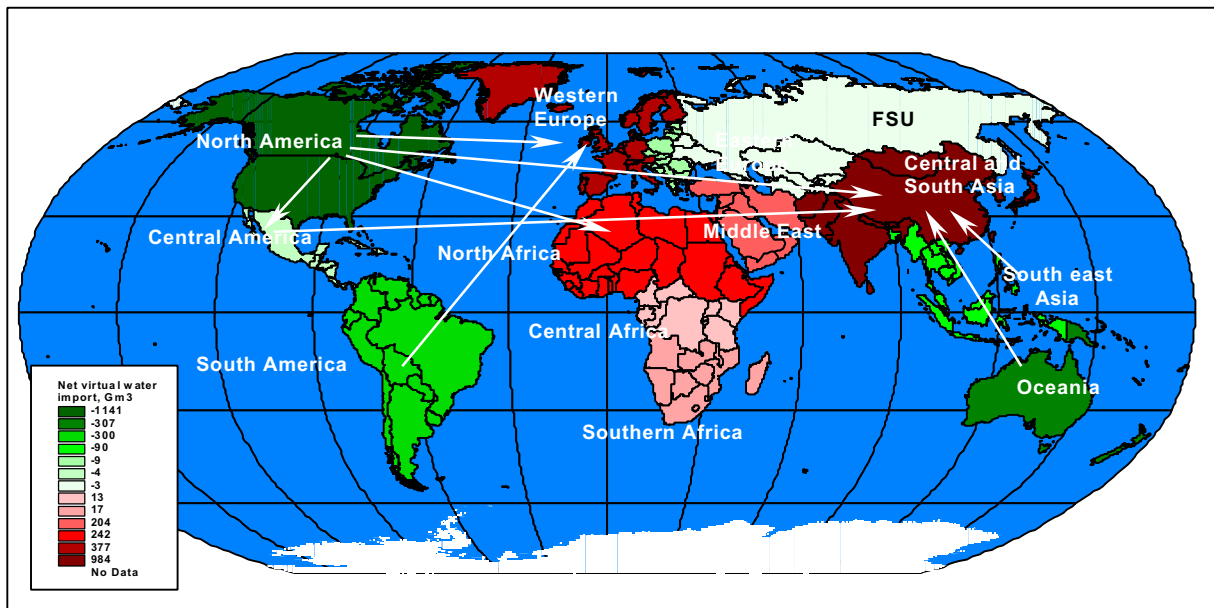 Western
Europe
North America
FSU
Eastern
Europe
Central and
South Asia
Central America
North Africa
Middle East
South east
Asia
Central Africa
South America
Oceania
Southern Africa
Net virtual water
import, Gm3
-1141
-307
-300
-90
-9
-4
-3
13
17
204
242
377
984
No Data